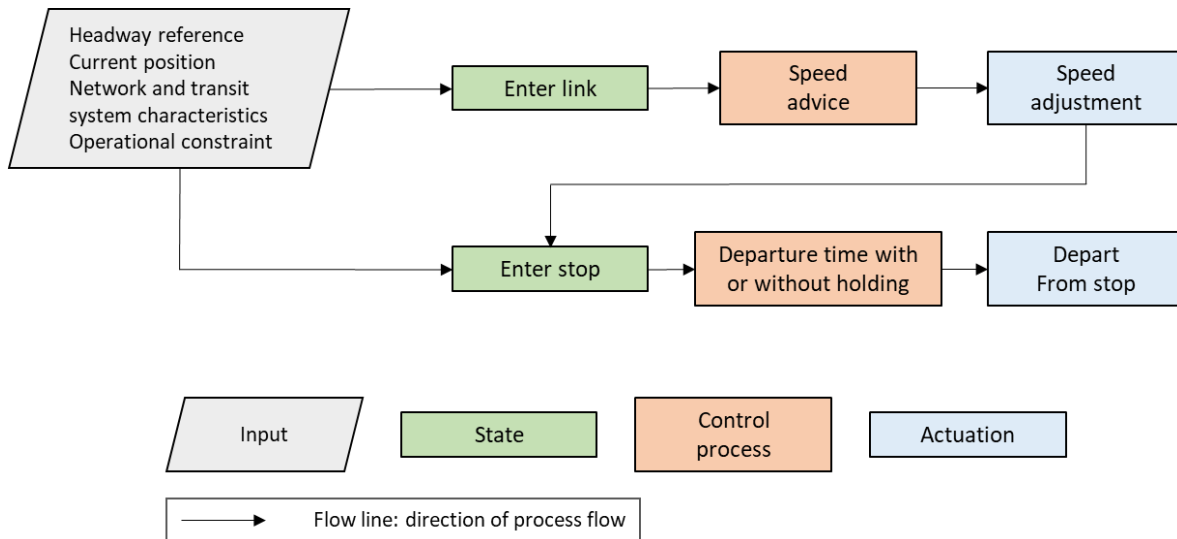 Headway reference
Current position
Network and transit
system characteristics
Operational constraint
Enter link
Speed
advice
Speed
adjustment
Enter stop
Departure time with
or without holding
Depart
From stop
Input
State
Control
process
Actuation
Flow line: direction of process flow